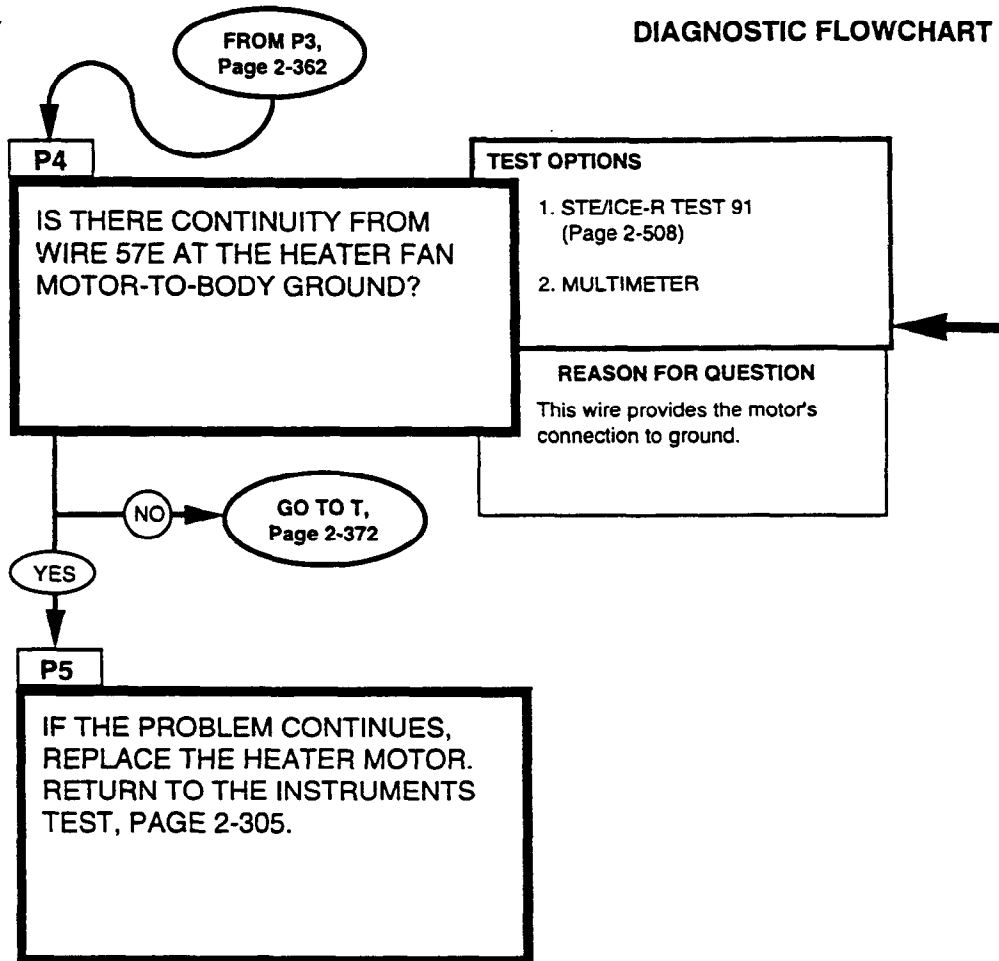 DIAGNOSTIC FLOWCHART
FROM P3,
Page 2-362
P4
IS THERE CONTINUITY FROM
WIRE 57E AT THE HEATER FAN
MOTOR-TO-BODY GROUND?
TEST OPTIONS
1. STE/ICE-R TEST 91
(Page 2-508)
2. MULTIMETER
REASON FOR QUESTION
This wire provides the motor's
connection to ground.
NO
GO TO T,
Page 2-372
YES
P5
IF THE PROBLEM CONTINUES,
REPLACE THE HEATER MOTOR.
RETURN TO THE INSTRUMENTS
TEST, PAGE 2-305.